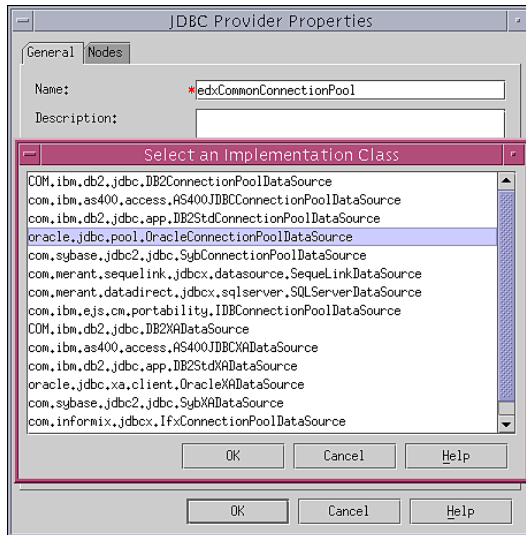 JDBC Provider Properties
General Nodes
Name: *edxCommonConnectionPool
Description:
Select an Implementation Class
COM.ibm.db2.jdbc.DB2ConnectionPoolDataSource
com.ibm.as400.access.AS400JDBCConnectionPoolDataSource
com.ibm.db2.jdbc.app.DB2StdConnectionPoolDataSource
oracle.jdbc.pool.OracleConnectionPoolDataSource
com.sybase.jdbc2.jdbc.SybConnectionPoolDataSource
com.merant.sequelink.jdbcx.datasource.SequeLinkDataSource
com.merant.datadirect.jdbcx.sqlserver.SQLServerDataSource
com.ibm.ejs.cm.portability.IDBConnectionPoolDataSource
COM.ibm.db2.jdbc.DB2XADataSource
com.ibm.as400.access.AS400JDBCXADataSource
com.ibm.db2.jdbc.app.DB2StdXADataSource
oracle.jdbc.xa.client.OracleXADataSource
com.sybase.jdbc2.jdbc.SybXADataSource
com.informix.jdbcx.IfxConnectionPoolDataSource
OK Cancel Help
OK Cancel Help